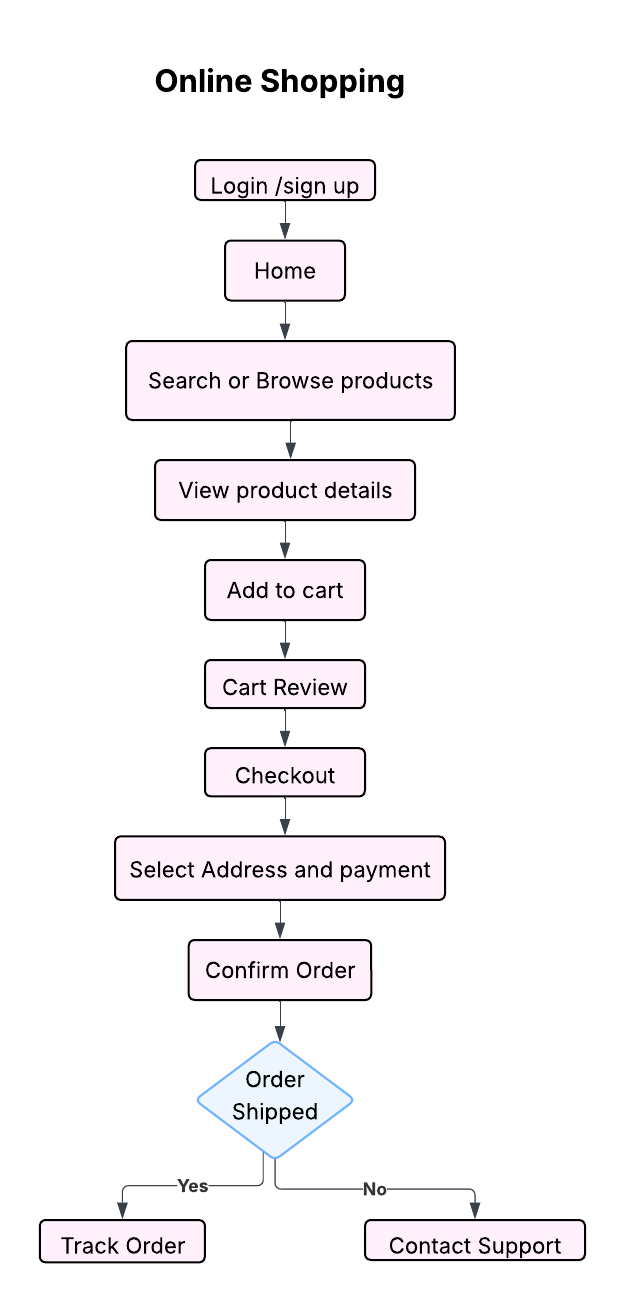 Online Shopping
Login /sign up
Home
Search or Browse products
View product details
Add to cart
Cart Review
Checkout
Select Address and payment
Confirm Order
Order
Shipped
Yes
No
Track Order
Contact Support